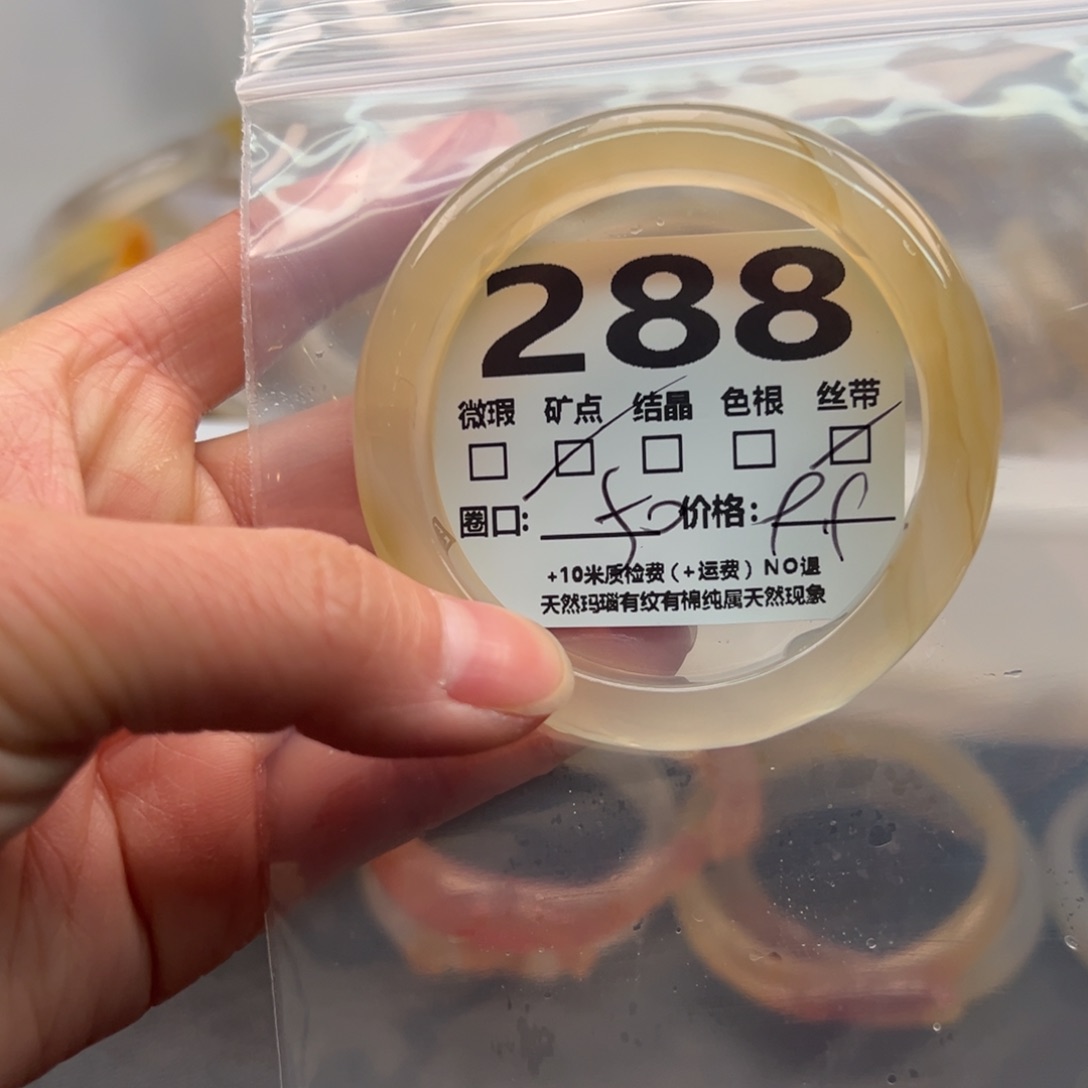 288
微瑕 矿点 结晶 色根 丝带
圈口: 价格:
+10米质检费(+运费)NO退
天然玛瑙有纹有棉纯属天然现象